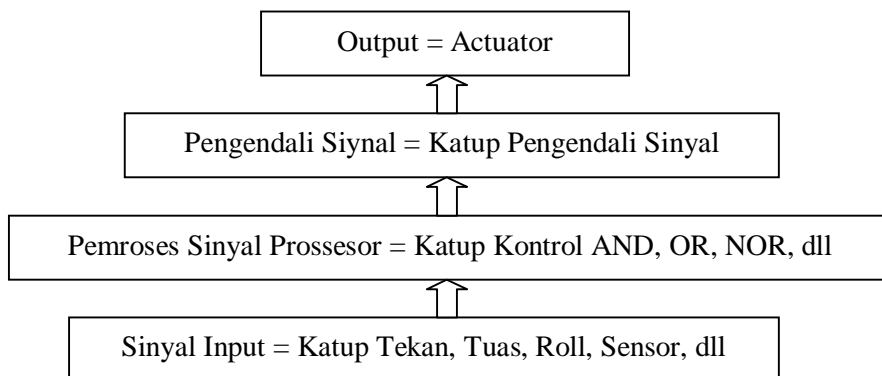 Output = Actuator
Pengendali Siynal = Katup Pengendali Sinyal
Pemroses Sinyal Prossesor = Katup Kontrol AND, OR, NOR, dll
Sinyal Input = Katup Tekan, Tuas, Roll, Sensor, dll